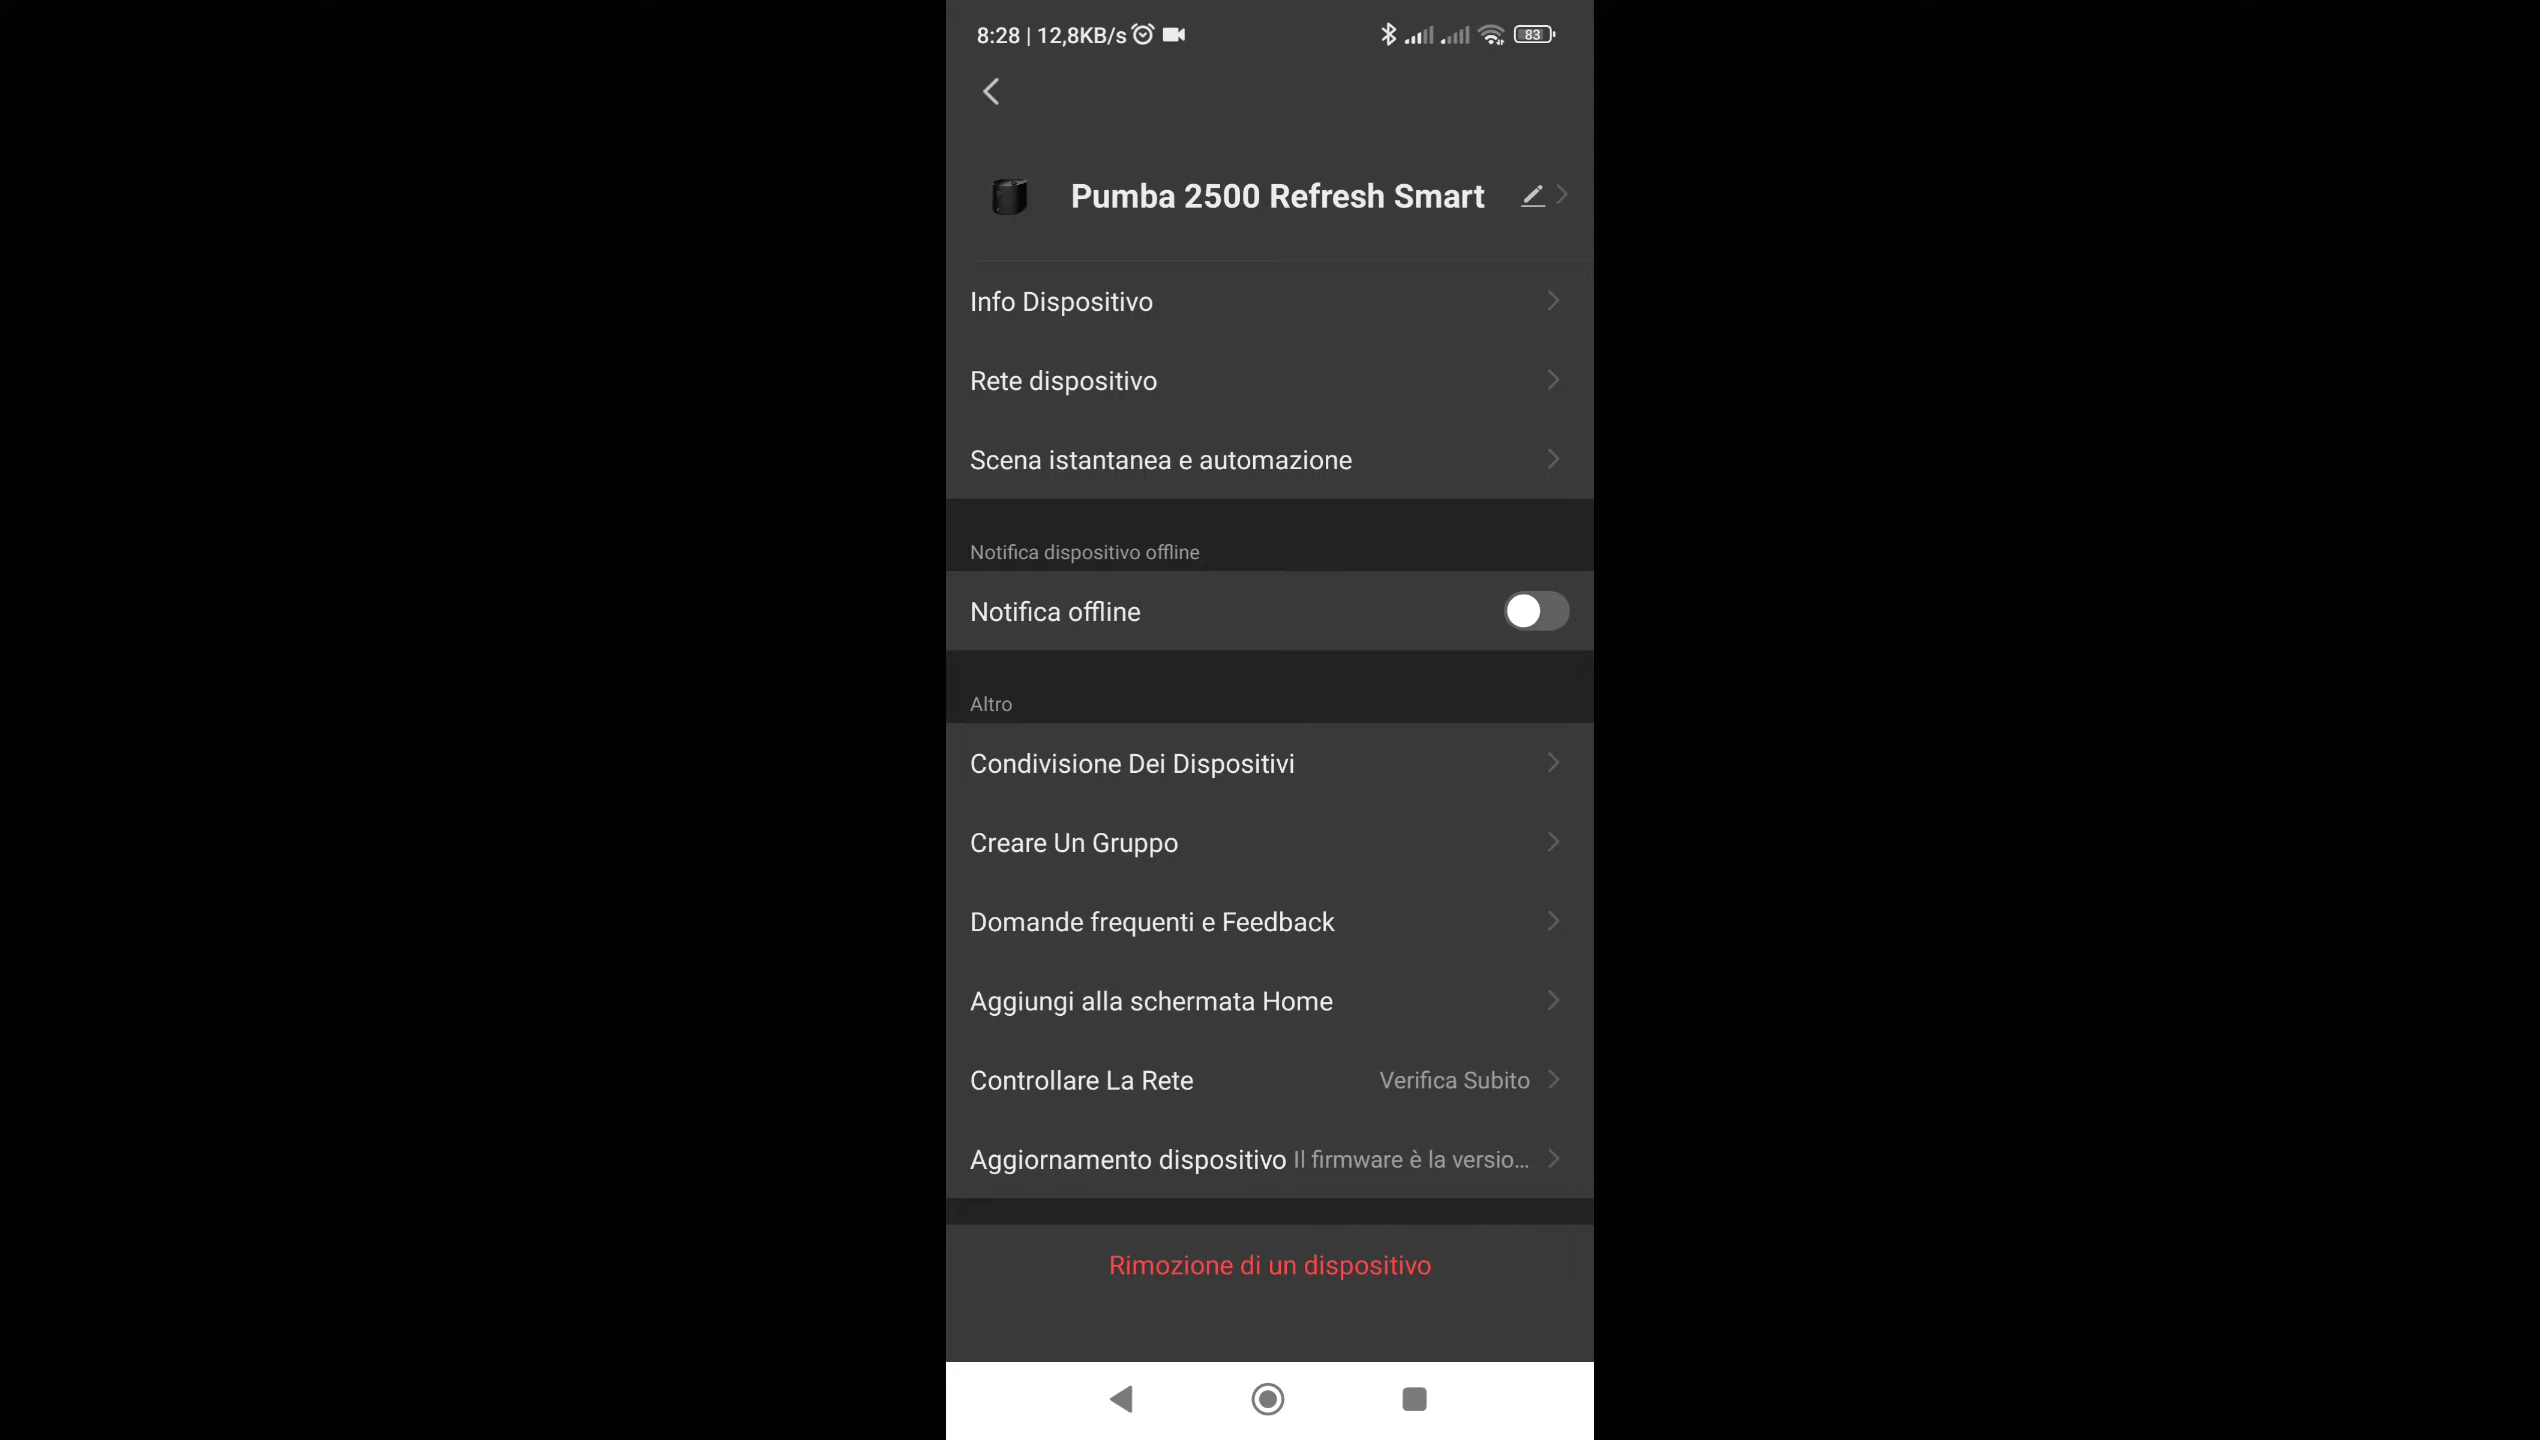 8:28 | 12,8KB/s 83
Pumba 2500 Refresh Smart
Info Dispositivo
Rete dispositivo
Scena istantanea e automazione
Notifica dispositivo offline
Notifica offline
Altro
Condivisione Dei Dispositivi
Creare Un Gruppo
Domande frequenti e Feedback
Aggiungi alla schermata Home
Controllare La Rete Verifica Subito
Aggiornamento dispositivo Il firmware è la versio...
Rimozione di un dispositivo